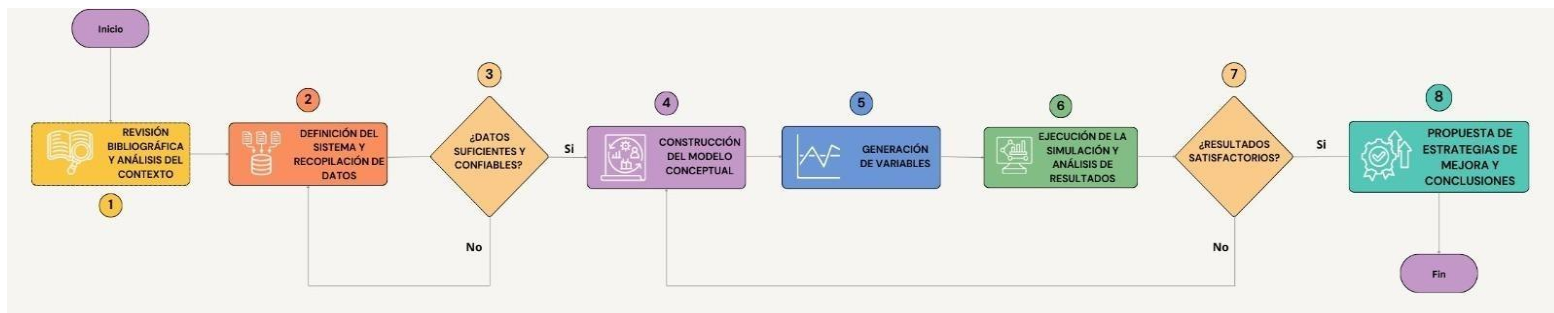 Inicio
1
REVISIÓN
BIBLIOGRÁFICA
Y ANÁLISIS DEL
CONTEXTO
2
DEFINICIÓN DEL
SISTEMA Y
RECOPILACIÓN DE
DATOS
3
¿DATOS
SUFICIENTES Y
CONFIABLES?
Si
No
4
CONSTRUCCIÓN
DEL MODELO
CONCEPTUAL
5
GENERACIÓN
DE VARIABLES
6
EJECUCIÓN DE LA
SIMULACIÓN Y
ANÁLISIS DE
RESULTADOS
7
¿RESULTADOS
SATISFACTORIOS?
Si
No
8
PROPUESTA DE
ESTRATEGIAS DE
MEJORA Y
CONCLUSIONES
Fin